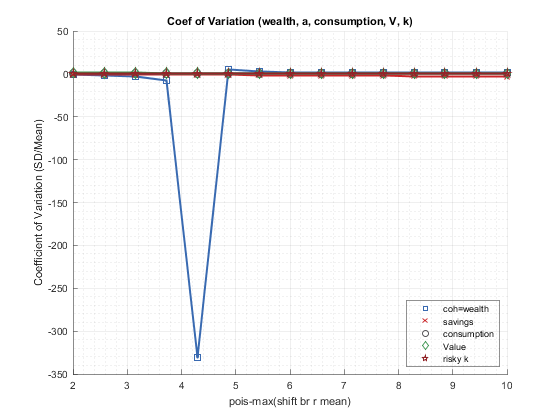 Coef of Variation (wealth, a, consumption, V, k)
50
0
-50
-100
-150
-200
-250
-300
-350
Coefficient of Variation (SD/Mean)
2 3 4 5 6 7 8 9 10
pois-max(shift br r mean)
coh=wealth
savings
consumption
Value
risky k